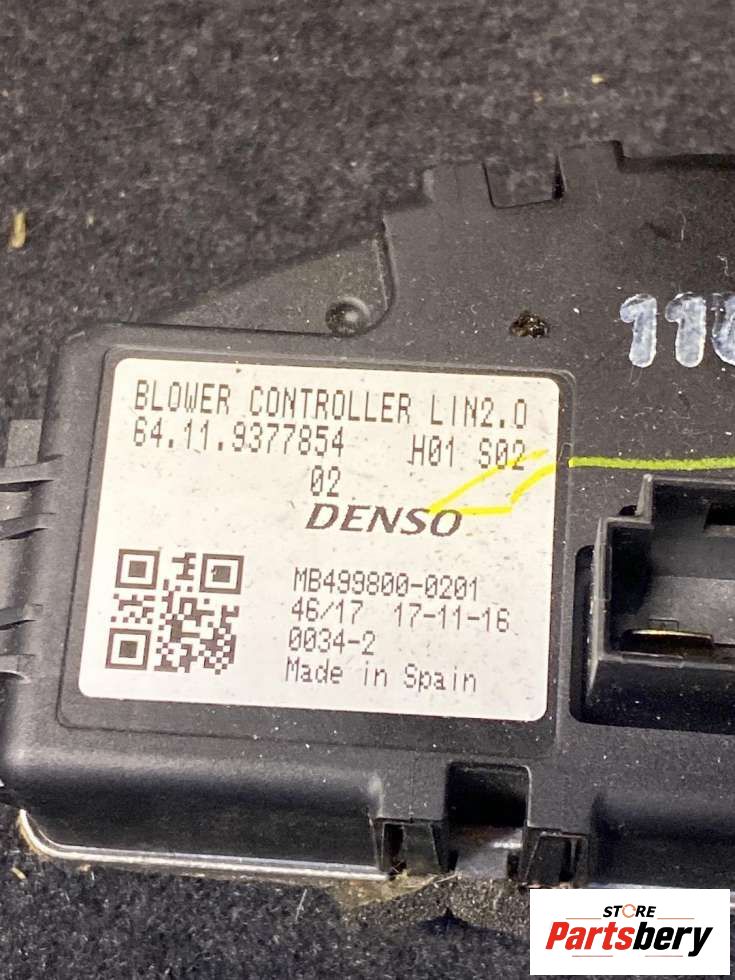 BLOWER CONTROLLER LIN2.0
64.11.9377854 H01 S02
02
DENSO
MB499800-0201
46/17 17-11-16
0034-2
Made in Spain
110
STORE
Partsbery